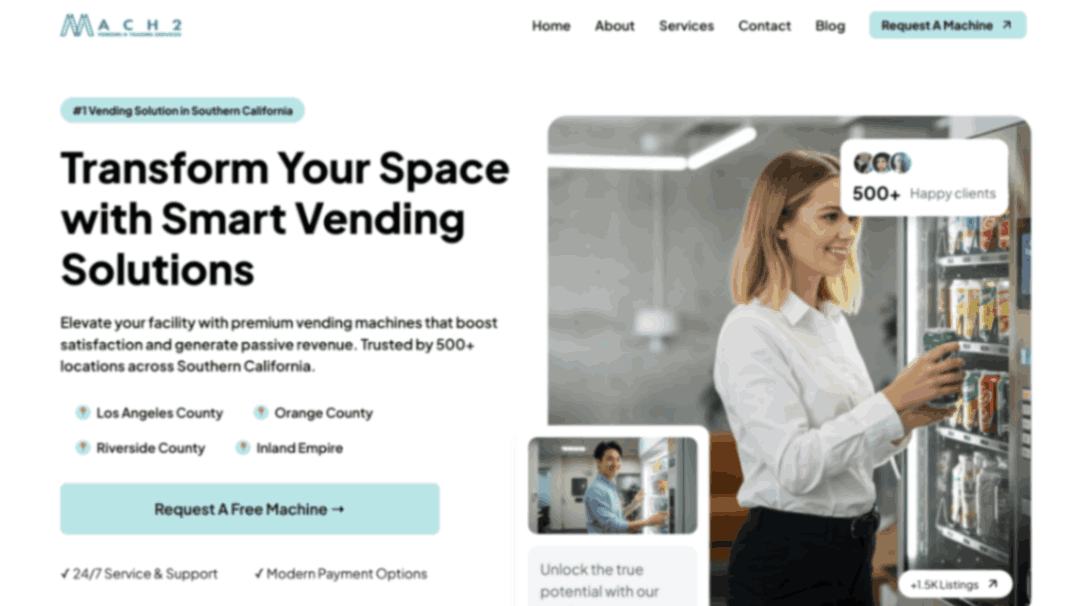 MACH 2
VENDING & TRADING SERVICES
Home About Services Contact Blog Request A Machine ↗
#1 Vending Solution in Southern California
Transform Your Space
with Smart Vending
Solutions
Elevate your facility with premium vending machines that boost
satisfaction and generate passive revenue. Trusted by 500+
locations across Southern California.
Los Angeles County Orange County
Riverside County Inland Empire
Request A Free Machine →
✓ 24/7 Service & Support ✓ Modern Payment Options
500+ Happy clients
Unlock the true
potential with our
+1.5K Listings ↗